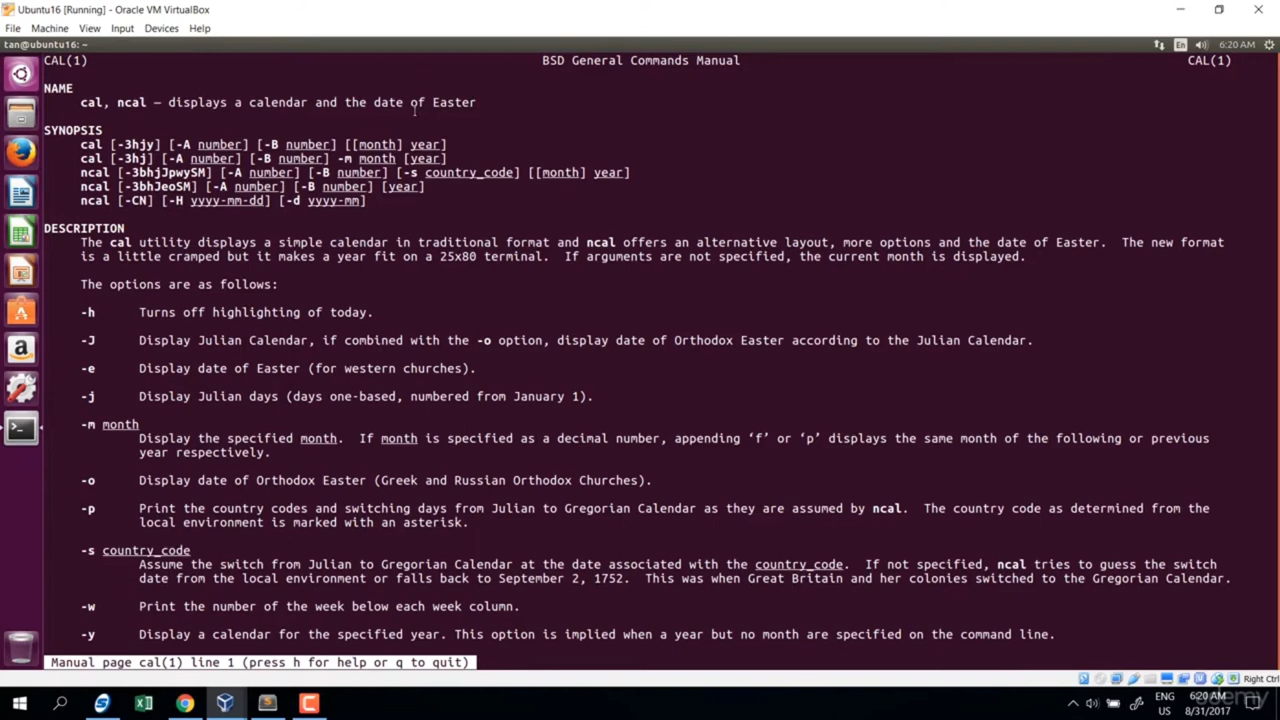 Ubuntu16 [Running] - Oracle VM VirtualBox
File Machine View Input Devices Help
tan@ubuntu16: ~ En 6:20 AM
CAL(1) BSD General Commands Manual CAL(1)
NAME
cal, ncal — displays a calendar and the date of Easter
SYNOPSIS
cal [-3hjy] [-A number] [-B number] [[month] year]
cal [-3hj] [-A number] [-B number] -m month [year]
ncal [-3bhjJpwySM] [-A number] [-B number] [-s country_code] [[month] year]
ncal [-3bhJeoSM] [-A number] [-B number] [year]
ncal [-CN] [-H yyyy-mm-dd] [-d yyyy-mm]
DESCRIPTION
The cal utility displays a simple calendar in traditional format and ncal offers an alternative layout, more options and the date of Easter. The new format
is a little cramped but it makes a year fit on a 25x80 terminal. If arguments are not specified, the current month is displayed.
The options are as follows:
-h Turns off highlighting of today.
-J Display Julian Calendar, if combined with the -o option, display date of Orthodox Easter according to the Julian Calendar.
-e Display date of Easter (for western churches).
-j Display Julian days (days one-based, numbered from January 1).
-m month
Display the specified month. If month is specified as a decimal number, appending ‘f’ or ‘p’ displays the same month of the following or previous
year respectively.
-o Display date of Orthodox Easter (Greek and Russian Orthodox Churches).
-p Print the country codes and switching days from Julian to Gregorian Calendar as they are assumed by ncal. The country code as determined from the
local environment is marked with an asterisk.
-s country_code
Assume the switch from Julian to Gregorian Calendar at the date associated with the country_code. If not specified, ncal tries to guess the switch
date from the local environment or falls back to September 2, 1752. This was when Great Britain and her colonies switched to the Gregorian Calendar.
-w Print the number of the week below each week column.
-y Display a calendar for the specified year. This option is implied when a year but no month are specified on the command line.
Manual page cal(1) line 1 (press h for help or q to quit)
Right Ctrl
ENG 6:20 AM
US 8/31/2017
udemy